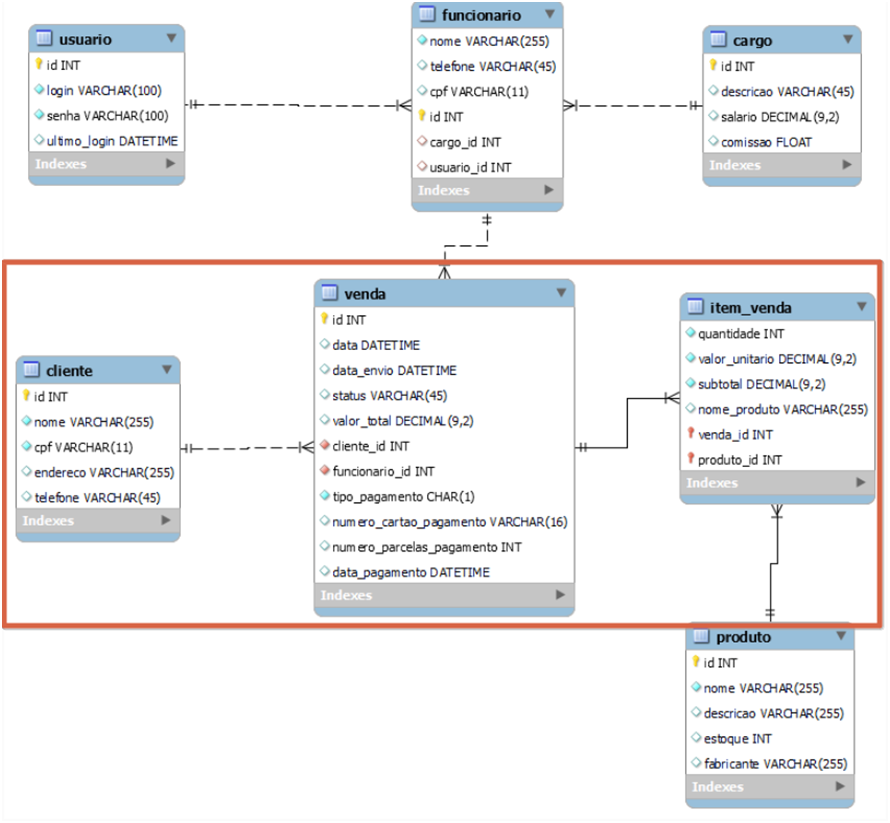 usuario
id INT
login VARCHAR(100)
senha VARCHAR(100)
ultimo_login DATETIME
Indexes
funcionario
nome VARCHAR(255)
telefone VARCHAR(45)
cpf VARCHAR(11)
id INT
cargo_id INT
usuario_id INT
Indexes
cargo
id INT
descricao VARCHAR(45)
salario DECIMAL(9,2)
comissao FLOAT
Indexes
cliente
id INT
nome VARCHAR(255)
cpf VARCHAR(11)
endereco VARCHAR(255)
telefone VARCHAR(45)
Indexes
venda
id INT
data DATETIME
data_envio DATETIME
status VARCHAR(45)
valor_total DECIMAL(9,2)
cliente_id INT
funcionario_id INT
tipo_pagamento CHAR(1)
numero_cartao_pagamento VARCHAR(16)
numero_parcelas_pagamento INT
data_pagamento DATETIME
Indexes
item_venda
quantidade INT
valor_unitario DECIMAL(9,2)
subtotal DECIMAL(9,2)
nome_produto VARCHAR(255)
venda_id INT
produto_id INT
Indexes
produto
id INT
nome VARCHAR(255)
descricao VARCHAR(255)
estoque INT
fabricante VARCHAR(255)
Indexes